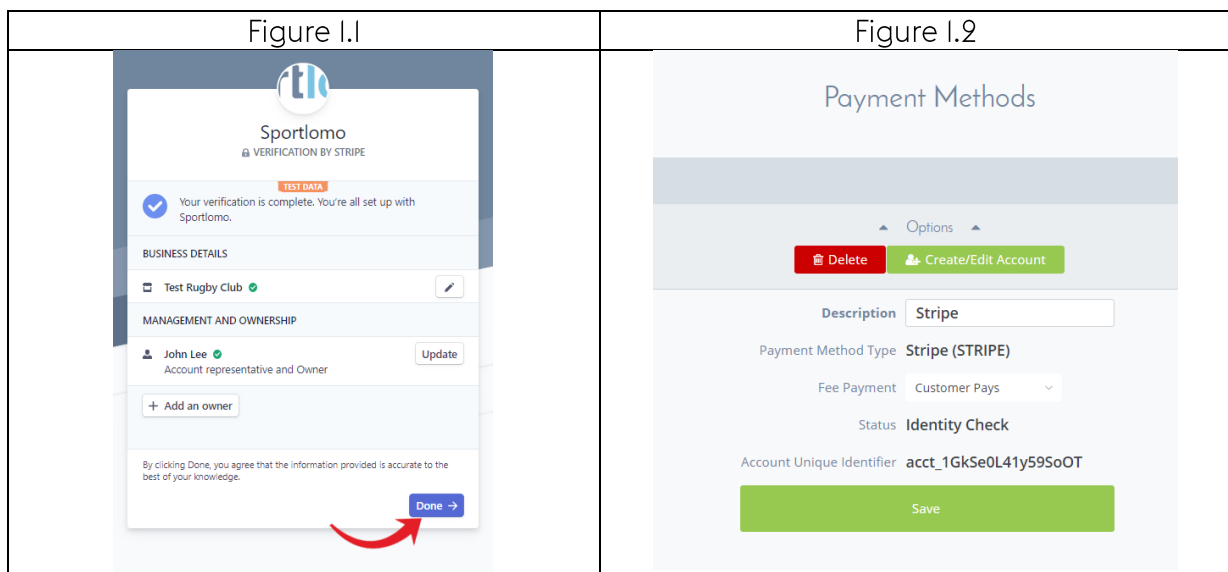 Figure 1.1
Sportlomo
VERIFICATION BY STRIPE
TEST DATA
Your verification is complete. You're all set up with
Sportlomo.
BUSINESS DETAILS
Test Rugby Club
MANAGEMENT AND OWNERSHIP
John Lee
Update
Account representative and Owner
+ Add an owner
By clicking Done, you agree that the information provided is accurate to the
best of your knowledge.
Done →
Figure 1.2
Payment Methods
Options
Delete
Create/Edit Account
Description Stripe
Payment Method Type Stripe (STRIPE)
Fee Payment Customer Pays
Status Identity Check
Account Unique Identifier acct_1GkSe0L41y59SoOT
Save